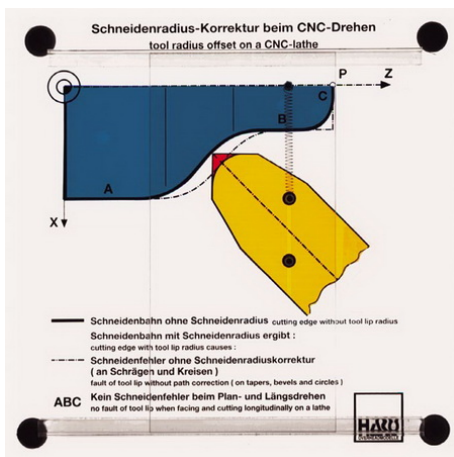 Schneidenradius-Korrektur beim CNC-Drehen
tool radius offset on a CNC-lathe
P
Z
C
B
A
X
Schneidenbahn ohne Schneidenradius cutting edge without tool lip radius
Schneidenbahn mit Schneidenradius ergibt :
cutting edge with tool lip radius causes :
Schneidenfehler ohne Schneidenradiuskorrektur
( an Schrägen und Kreisen )
fault of tool lip without path correction ( on tapers, bevels and circles )
ABC Kein Schneidenfehler beim Plan- und Längsdrehen
no fault of tool lip when facing and cutting longitudinally on a lathe